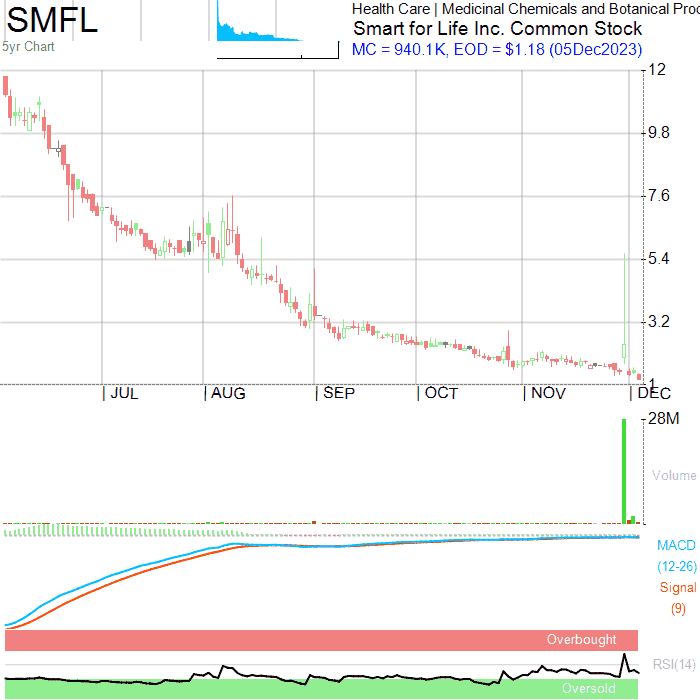 SMFL
5yr Chart
Health Care | Medicinal Chemicals and Botanical Proc
Smart for Life Inc. Common Stock
MC = 940.1K, EOD = $1.18 (05Dec2023)
12
9.8
7.6
5.4
3.2
1
| JUL | AUG | SEP | OCT | NOV | DEC
28M
Volume
MACD
(12-26)
Signal
(9)
Overbought
RSI(14)
Oversold